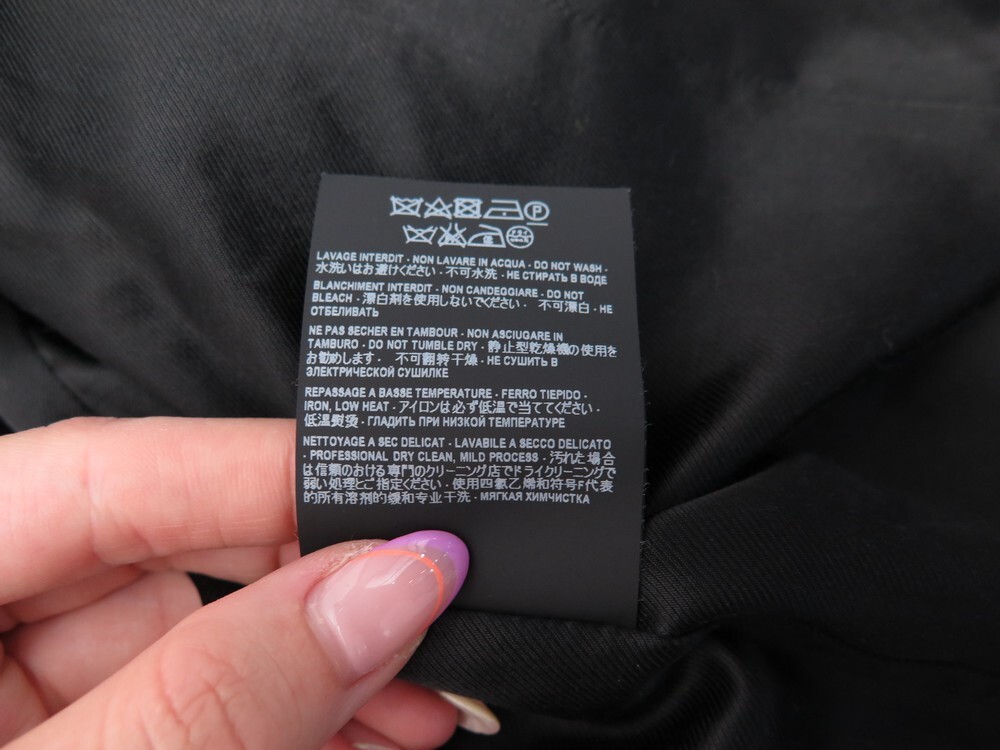 P
LAVAGE INTERDIT - NON LAVARE IN ACQUA - DO NOT WASH -
水洗いはお避けください - 不可水洗 - НЕ СТИРАТЬ В ВОДЕ
BLANCHIMENT INTERDIT - NON CANDEGGIARE - DO NOT
BLEACH - 漂白剤を使用しないでください - 不可漂白 - НЕ
ОТБЕЛИВАТЬ
NE PAS SECHER EN TAMBOUR - NON ASCIUGARE IN
TAMBURO - DO NOT TUMBLE DRY - 静止型乾燥機の使用を
お勧めします - 不可翻转干燥 - НЕ СУШИТЬ В
ЭЛЕКТРИЧЕСКОЙ СУШИЛКЕ
REPASSAGE A BASSE TEMPERATURE - FERRO TIEPIDO -
IRON, LOW HEAT - アイロンは必ず低温で当ててください -
低温熨烫 - ГЛАДИТЬ ПРИ НИЗКОЙ ТЕМПЕРАТУРЕ
NETTOYAGE A SEC DELICAT - LAVABILE A SECCO DELICATO
- PROFESSIONAL DRY CLEAN, MILD PROCESS - 汚れた場合
は信頼のおける専門のクリーニング店でドライクリーニングで
弱い処理とご指定ください - 使用四氯乙烯和符号F代表
的所有溶剂的缓和专业干洗 - МЯГКАЯ ХИМЧИСТКА